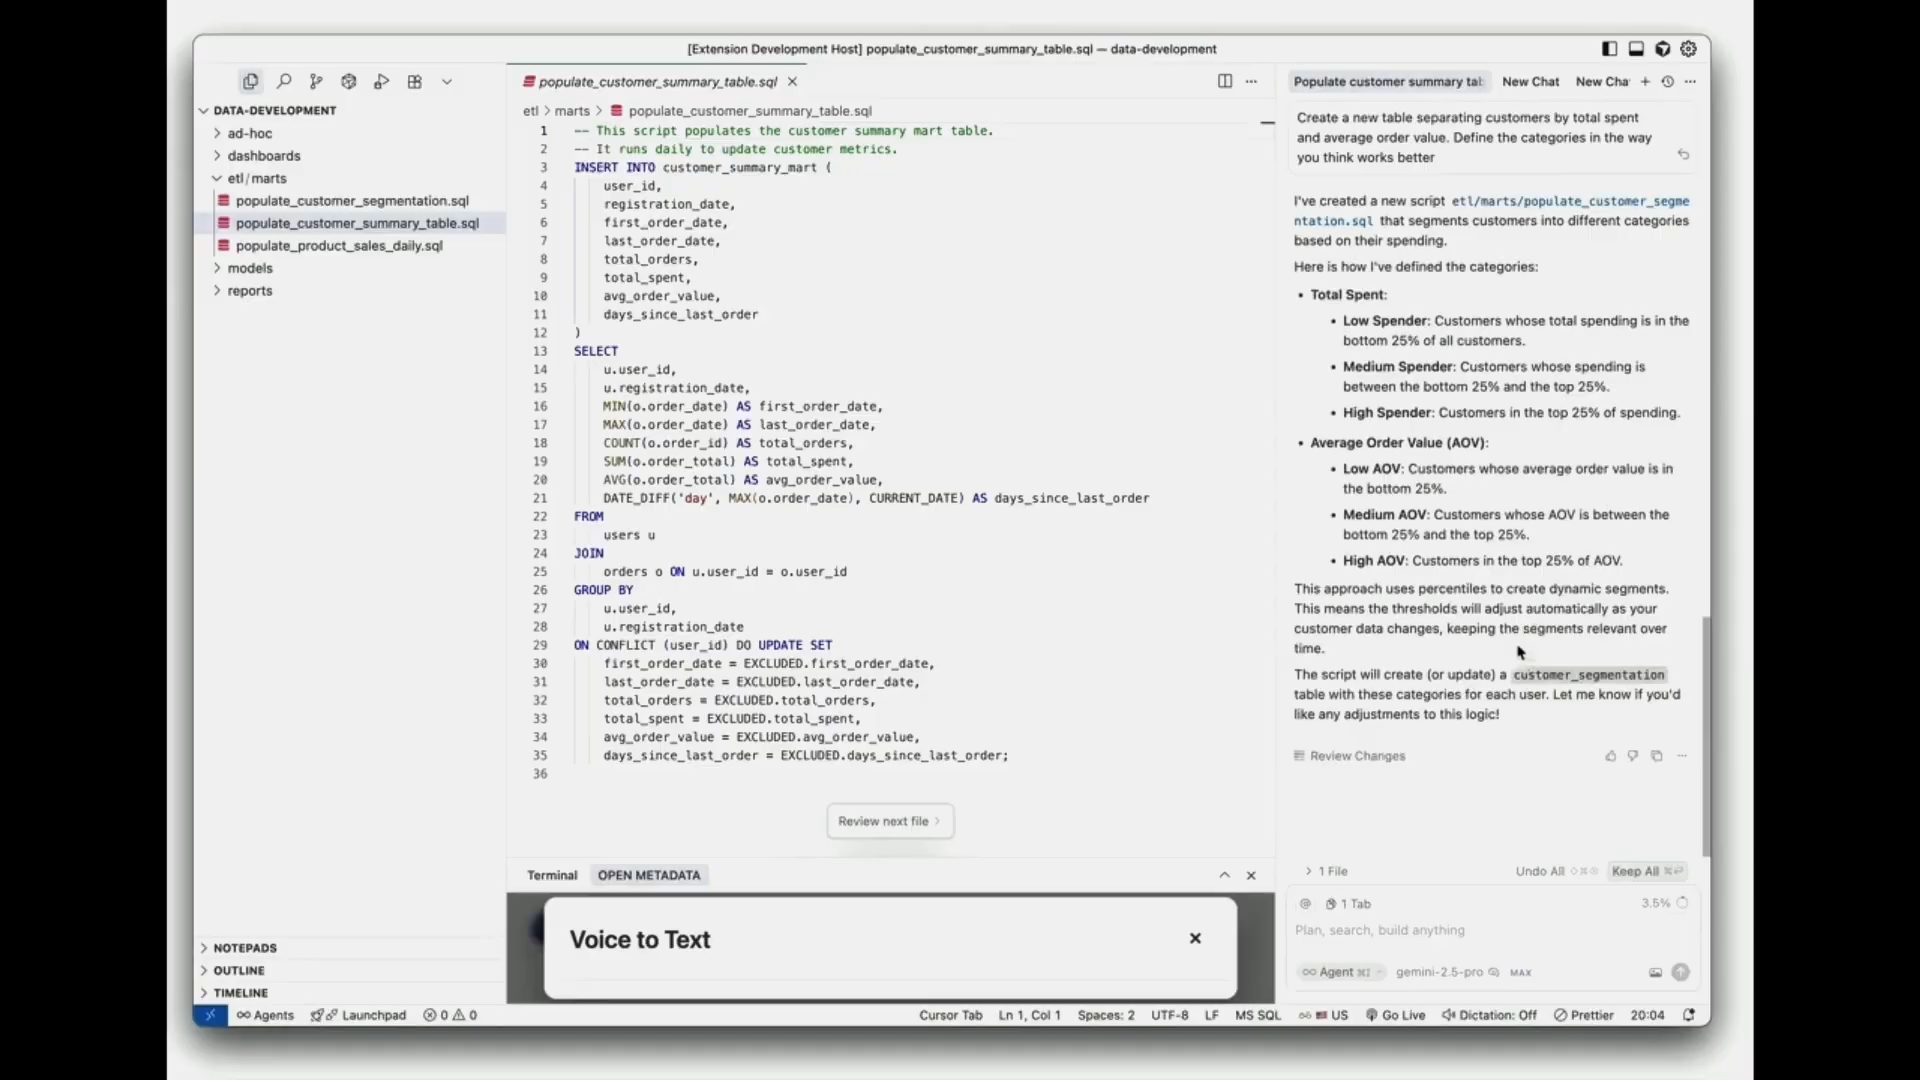 [Extension Development Host] populate_customer_summary_table.sql — data-development
DATA-DEVELOPMENT
ad-hoc
dashboards
etl/marts
populate_customer_segmentation.sql
populate_customer_summary_table.sql
populate_product_sales_daily.sql
models
reports
NOTEPADS
OUTLINE
TIMELINE
populate_customer_summary_table.sql
etl > marts > populate_customer_summary_table.sql
1 -- This script populates the customer summary mart table.
2 -- It runs daily to update customer metrics.
3 INSERT INTO customer_summary_mart (
4 user_id,
5 registration_date,
6 first_order_date,
7 last_order_date,
8 total_orders,
9 total_spent,
10 avg_order_value,
11 days_since_last_order
12 )
13 SELECT
14 u.user_id,
15 u.registration_date,
16 MIN(o.order_date) AS first_order_date,
17 MAX(o.order_date) AS last_order_date,
18 COUNT(o.order_id) AS total_orders,
19 SUM(o.order_total) AS total_spent,
20 AVG(o.order_total) AS avg_order_value,
21 DATE_DIFF('day', MAX(o.order_date), CURRENT_DATE) AS days_since_last_order
22 FROM
23 users u
24 JOIN
25 orders o ON u.user_id = o.user_id
26 GROUP BY
27 u.user_id,
28 u.registration_date
29 ON CONFLICT (user_id) DO UPDATE SET
30 first_order_date = EXCLUDED.first_order_date,
31 last_order_date = EXCLUDED.last_order_date,
32 total_orders = EXCLUDED.total_orders,
33 total_spent = EXCLUDED.total_spent,
34 avg_order_value = EXCLUDED.avg_order_value,
35 days_since_last_order = EXCLUDED.days_since_last_order;
36
Review next file
Terminal OPEN METADATA
Voice to Text
Populate customer summary tab New Chat New Cha
Create a new table separating customers by total spent
and average order value. Define the categories in the way
you think works better
I've created a new script etl/marts/populate_customer_segme
ntation.sql that segments customers into different categories
based on their spending.
Here is how I've defined the categories:
• Total Spent:
• Low Spender: Customers whose total spending is in the
bottom 25% of all customers.
• Medium Spender: Customers whose spending is
between the bottom 25% and the top 25%.
• High Spender: Customers in the top 25% of spending.
• Average Order Value (AOV):
• Low AOV: Customers whose average order value is in
the bottom 25%.
• Medium AOV: Customers whose AOV is between the
bottom 25% and the top 25%.
• High AOV: Customers in the top 25% of AOV.
This approach uses percentiles to create dynamic segments.
This means the thresholds will adjust automatically as your
customer data changes, keeping the segments relevant over
time.
The script will create (or update) a customer_segmentation
table with these categories for each user. Let me know if you'd
like any adjustments to this logic!
Review Changes
1 File Undo All Keep All
@ 1 Tab 3.5%
Plan, search, build anything
Agent gemini-2.5-pro MAX
Agents Launchpad 0 0 Cursor Tab Ln 1, Col 1 Spaces: 2 UTF-8 LF MS SQL US Go Live Dictation: Off Prettier 20:04